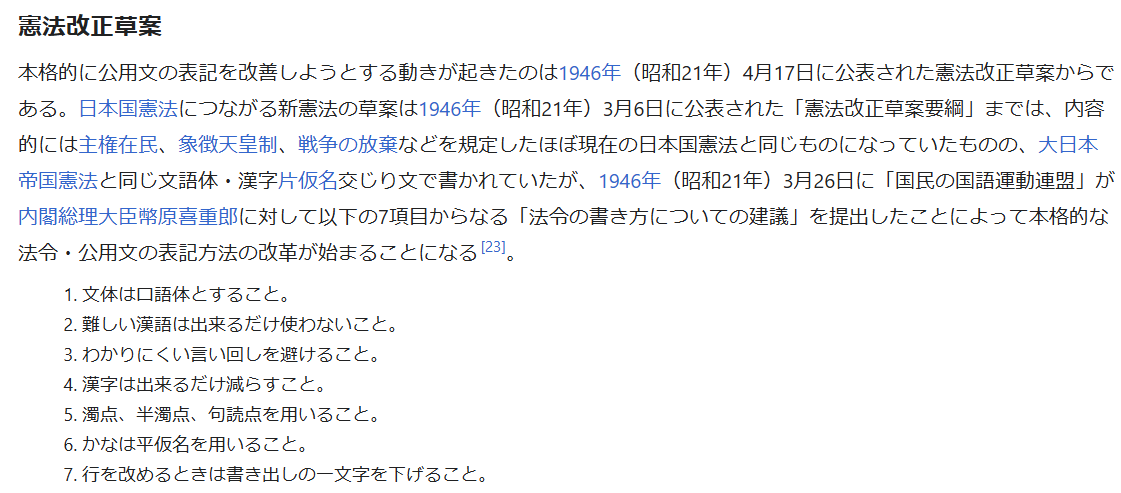 憲法改正草案
本格的に公用文の表記を改善しようとする動きが起きたのは1946年（昭和21年）4月17日に公表された憲法改正草案からで
ある。日本国憲法につながる新憲法の草案は1946年（昭和21年）3月6日に公表された「憲法改正草案要綱」までは、内容
的には主権在民、象徴天皇制、戦争の放棄などを規定したほぼ現在の日本国憲法と同じものになっていたものの、大日本
帝国憲法と同じ文語体・漢字片仮名交じり文で書かれていたが、1946年（昭和21年）3月26日に「国民の国語運動連盟」が
内閣総理大臣幣原喜重郎に対して以下の7項目からなる「法令の書き方についての建議」を提出したことによって本格的な
法令・公用文の表記方法の改革が始まることになる[23]。
1. 文体は口語体とすること。
2. 難しい漢語は出来るだけ使わないこと。
3. わかりにくい言い回しを避けること。
4. 漢字は出来るだけ減らすこと。
5. 濁点、半濁点、句読点を用いること。
6. かなは平仮名を用いること。
7. 行を改めるときは書き出しの一文字を下げること。